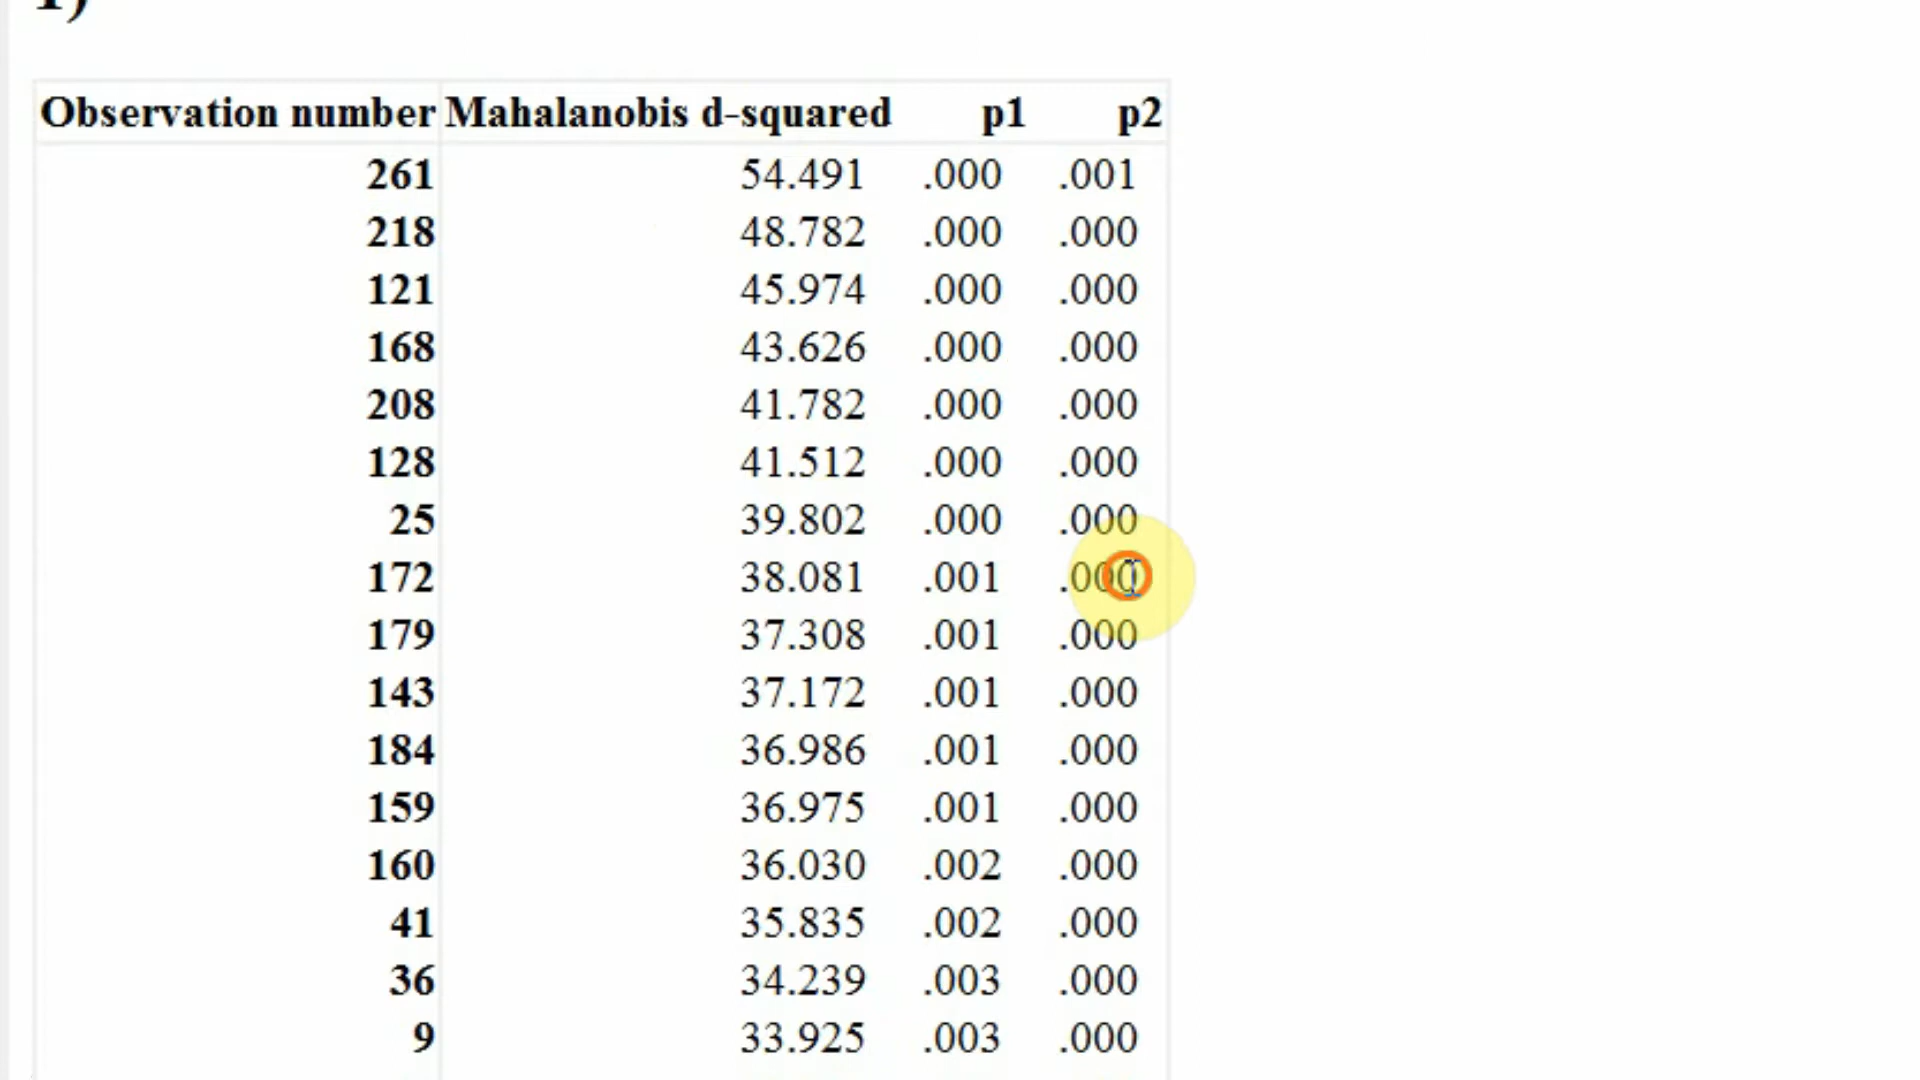 1)
Observation number Mahalanobis d-squared p1 p2
261 54.491 .000 .001
218 48.782 .000 .000
121 45.974 .000 .000
168 43.626 .000 .000
208 41.782 .000 .000
128 41.512 .000 .000
25 39.802 .000 .000
172 38.081 .001 .000
179 37.308 .001 .000
143 37.172 .001 .000
184 36.986 .001 .000
159 36.975 .001 .000
160 36.030 .002 .000
41 35.835 .002 .000
36 34.239 .003 .000
9 33.925 .003 .000